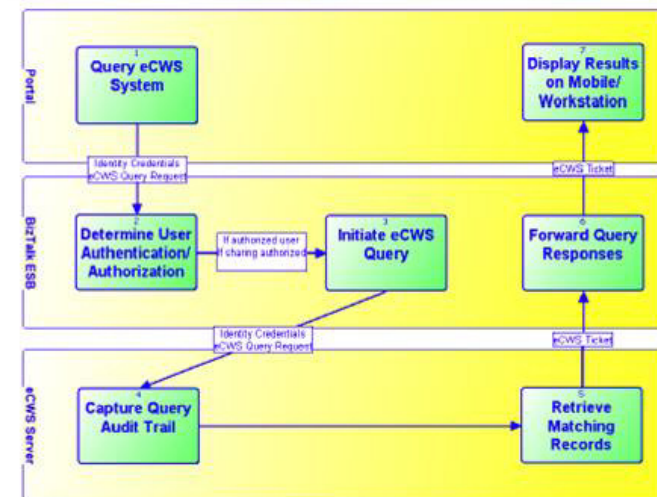 Portal
1
Query eCWS
System
7
Display Results
on Mobile/
Workstation
Identity Credentials
eCWS Query Request
eCWS Ticket
BizTalk ESB
2
Determine User
Authentication/
Authorization
If authorized user
If sharing authorized
3
Initiate eCWS
Query
6
Forward Query
Responses
Identity Credentials
eCWS Query Request
eCWS Ticket
eCWS Server
4
Capture Query
Audit Trail
5
Retrieve
Matching
Records